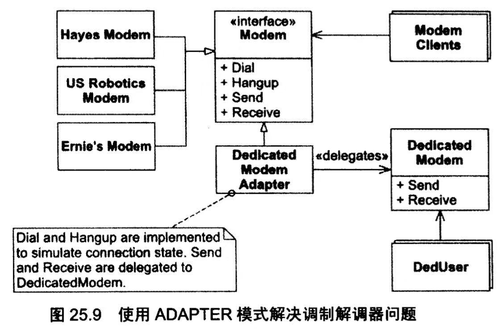 Hayes Modem
US Robotics
Modem
Ernie's Modem
«interface»
Modem
+ Dial
+ Hangup
+ Send
+ Receive
Modem
Clients
Dedicated
Modem
Adapter
«delegates»
Dedicated
Modem
+ Send
+ Receive
DedUser
Dial and Hangup are implemented
to simulate connection state. Send
and Receive are delegated to
DedicatedModem.
图 25.9 使用 ADAPTER 模式解决调制解调器问题